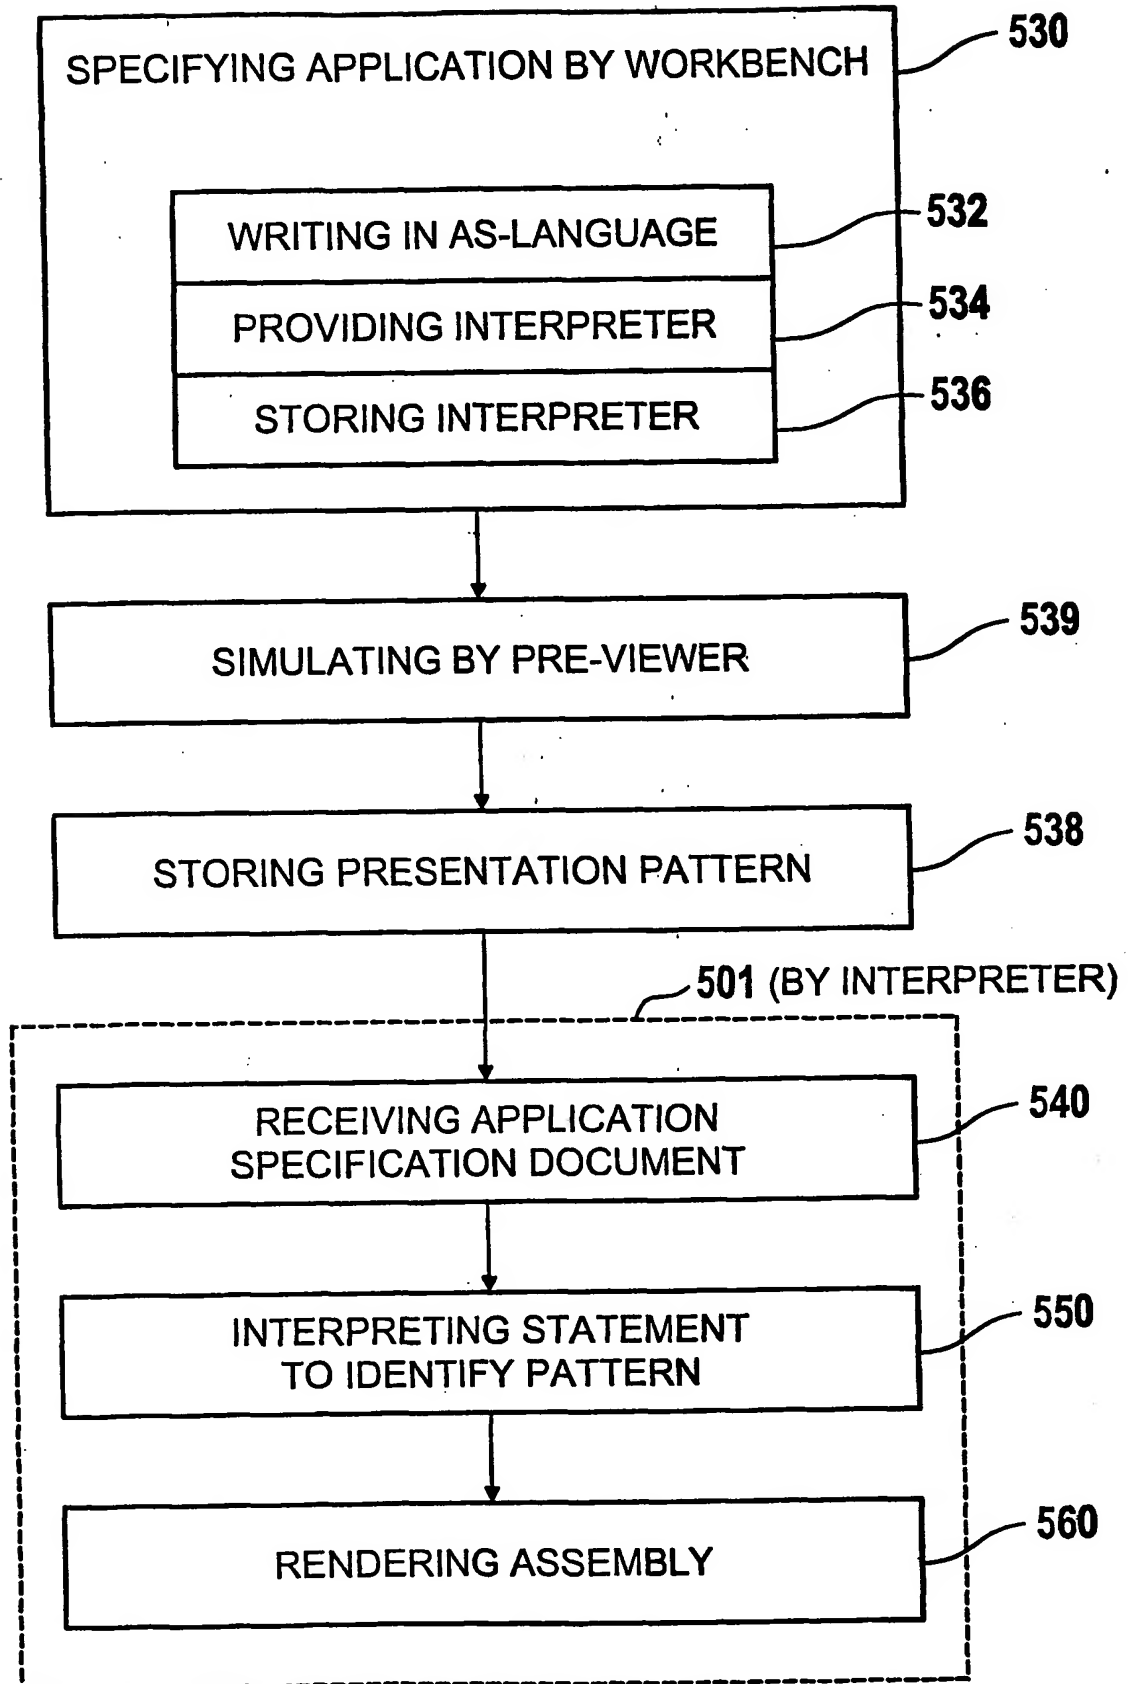 530
SPECIFYING APPLICATION BY WORKBENCH
WRITING IN AS-LANGUAGE
532
PROVIDING INTERPRETER
534
STORING INTERPRETER
536
SIMULATING BY PRE-VIEWER
539
STORING PRESENTATION PATTERN
538
501 (BY INTERPRETER)
RECEIVING APPLICATION
SPECIFICATION DOCUMENT
540
INTERPRETING STATEMENT
TO IDENTIFY PATTERN
550
RENDERING ASSEMBLY
560